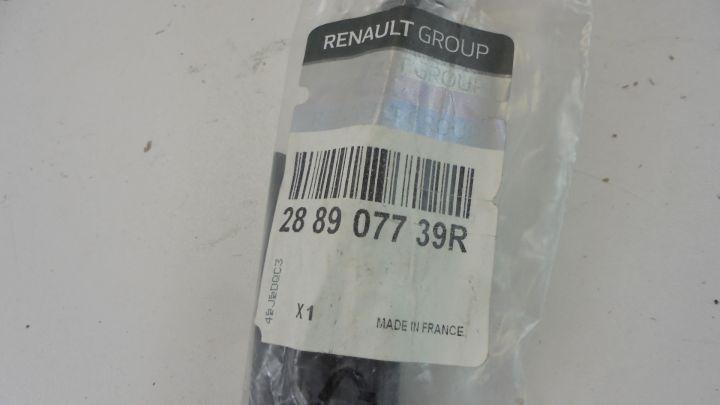 RENAULT GROUP
GROUP
28 89 077 39R
X1
MADE IN FRANCE